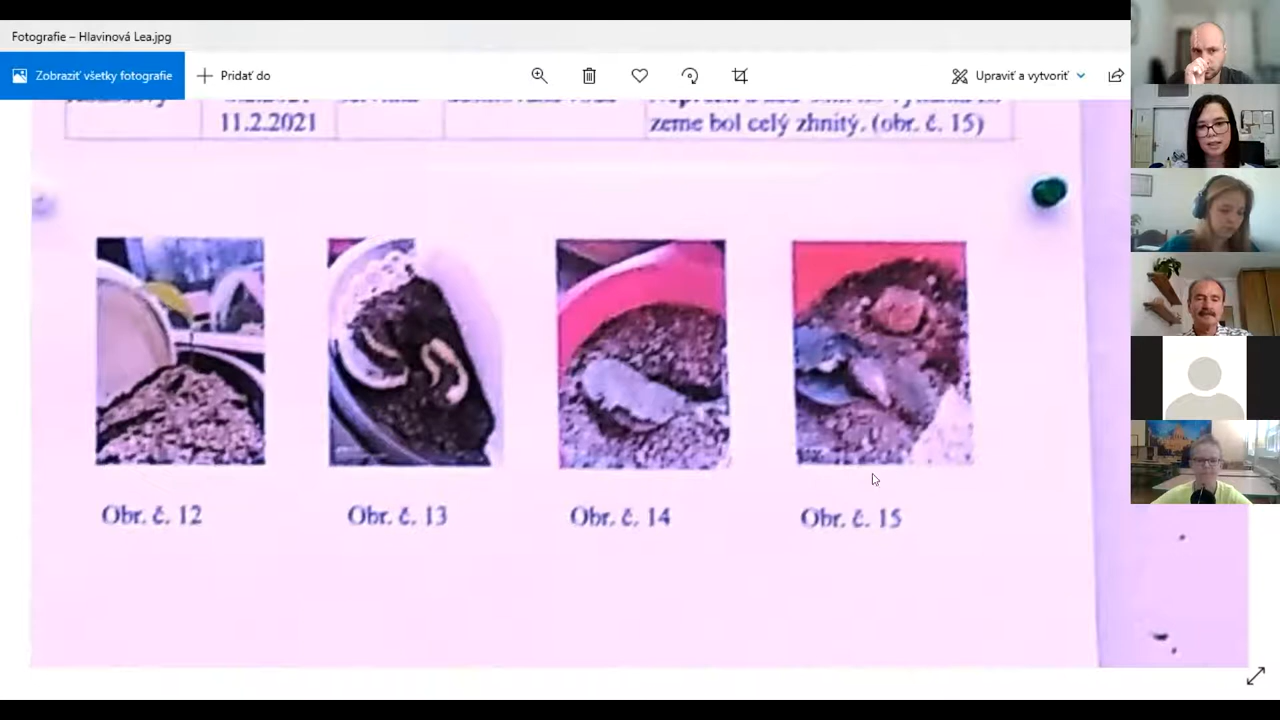 Fotografie – Hlavinová Lea.jpg
Zobraziť všetky fotografie
Pridať do
Upraviť a vytvoriť
11.2.2021
zeme bol celý zhnitý. (obr. č. 15)
Obr. č. 12
Obr. č. 13
Obr. č. 14
Obr. č. 15